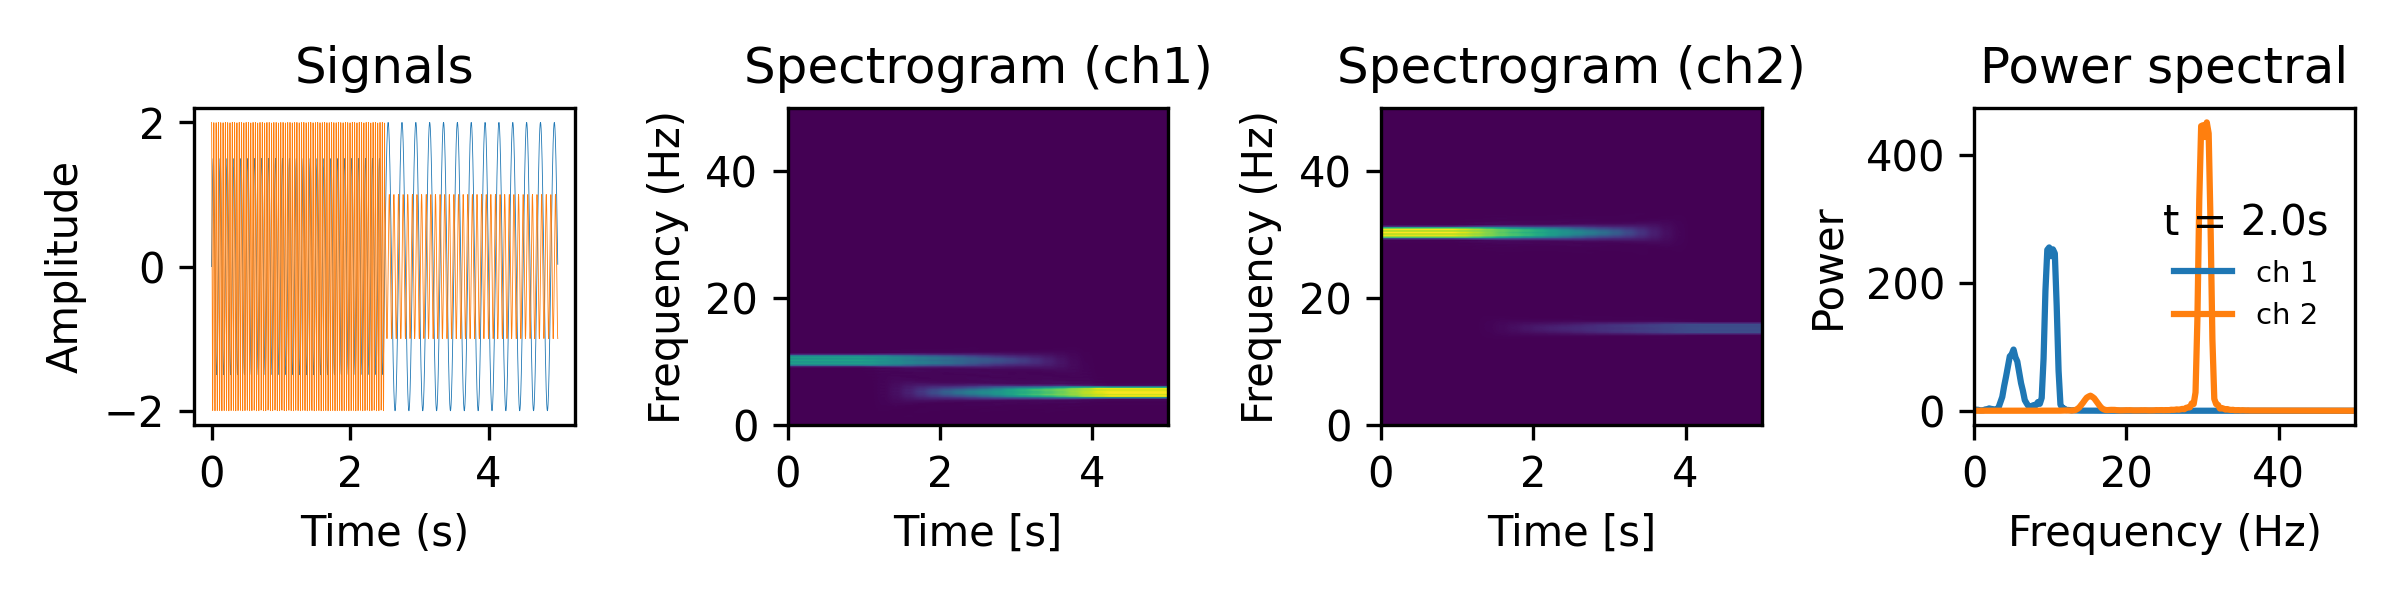 Signals
2
0
−2
Amplitude
0 2 4
Time (s)
Spectrogram (ch1)
40
20
0
Frequency (Hz)
0 2 4
Time [s]
Spectrogram (ch2)
40
20
0
Frequency (Hz)
0 2 4
Time [s]
Power spectral
400
200
0
Power
t = 2.0s
ch 1
ch 2
0 20 40
Frequency (Hz)